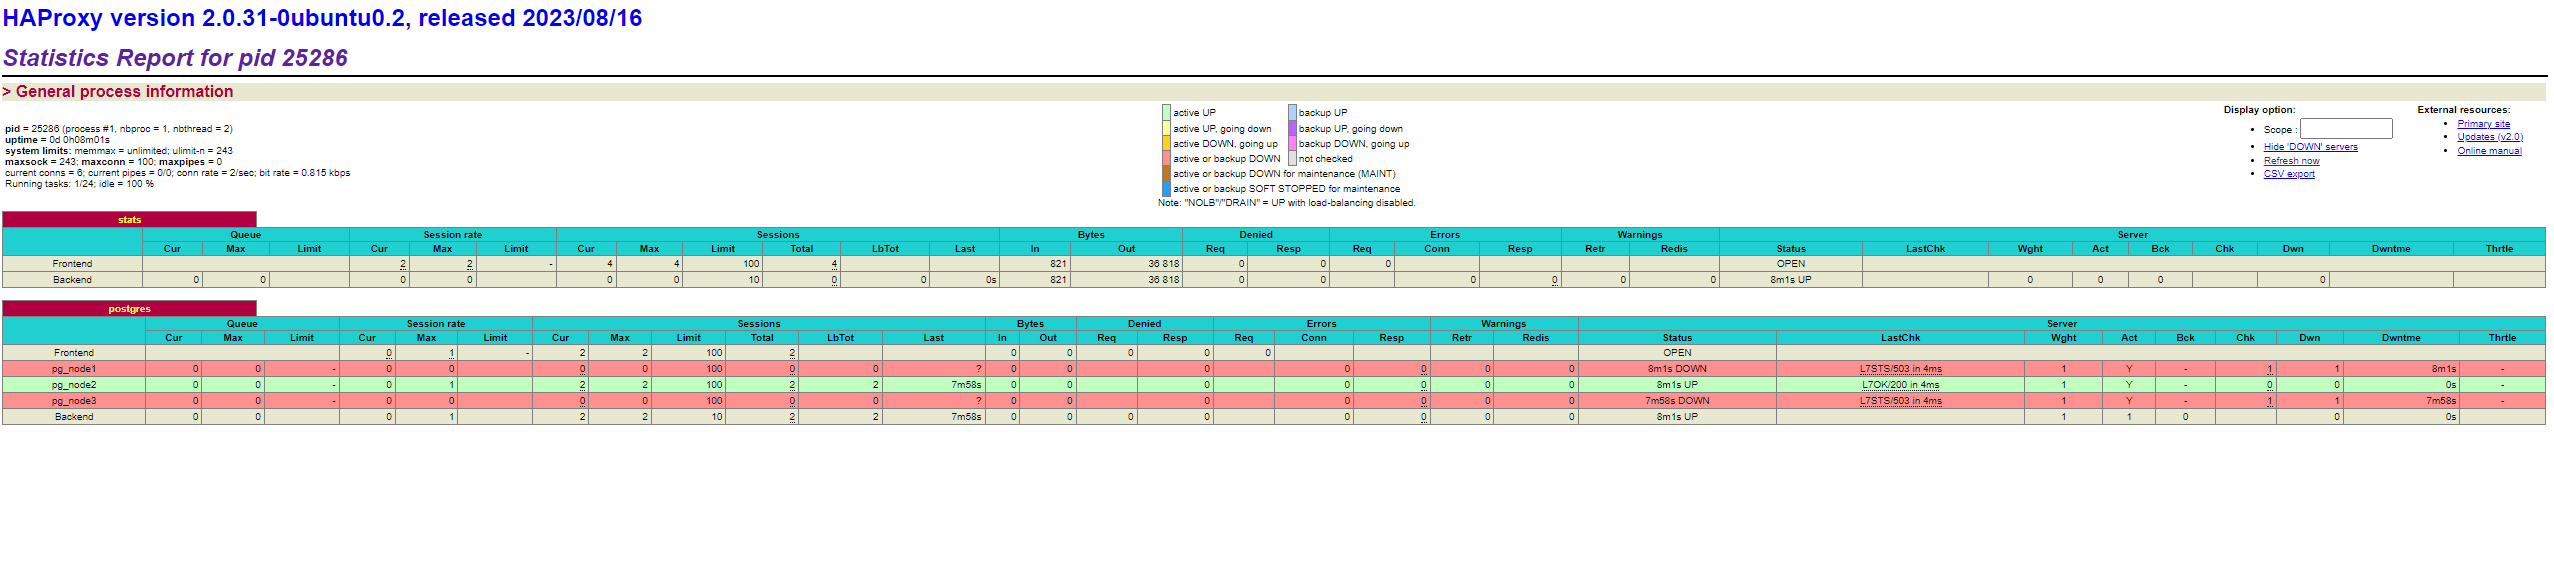 HAProxy version 2.0.31-0ubuntu0.2, released 2023/08/16
Statistics Report for pid 25286
> General process information
pid = 25286 (process #1, nbproc = 1, nbthread = 2)
uptime = 0d 0h08m01s
system limits: memmax = unlimited; ulimit-n = 243
maxsock = 243; maxconn = 100; maxpipes = 0
current conns = 6; current pipes = 0/0; conn rate = 2/sec; bit rate = 0.815 kbps
Running tasks: 1/24; idle = 100 %
active UP backup UP
active UP, going down backup UP, going down
active DOWN, going up backup DOWN, going up
active or backup DOWN not checked
active or backup DOWN for maintenance (MAINT)
active or backup SOFT STOPPED for maintenance
Note: "NOLB"/"DRAIN" = UP with load-balancing disabled.
Display option:
• Scope :
• Hide 'DOWN' servers
• Refresh now
• CSV export
External resources:
• Primary site
• Updates (v2.0)
• Online manual
stats
Queue Session rate Sessions Bytes Denied Errors Warnings Server
Cur Max Limit Cur Max Limit Cur Max Limit Total LbTot Last In Out Req Resp Req Conn Resp Retr Redis Status LastChk Wght Act Bck Chk Dwn Dwntme Thrtle
Frontend 2 2 - 4 4 100 4 821 36 818 0 0 0 OPEN
Backend 0 0 0 0 0 0 10 0 0 0s 821 36 818 0 0 0 0 0 0 8m1s UP 0 0 0 0
postgres
Queue Session rate Sessions Bytes Denied Errors Warnings Server
Cur Max Limit Cur Max Limit Cur Max Limit Total LbTot Last In Out Req Resp Req Conn Resp Retr Redis Status LastChk Wght Act Bck Chk Dwn Dwntme Thrtle
Frontend 0 1 - 2 2 100 2 0 0 0 0 0 OPEN
pg_node1 0 0 - 0 0 0 0 100 0 0 ? 0 0 0 0 0 0 0 8m1s DOWN L7STS/503 in 4ms 1 Y - 1 1 8m1s -
pg_node2 0 0 - 0 1 2 2 100 2 2 7m58s 0 0 0 0 0 0 0 8m1s UP L7OK/200 in 4ms 1 Y - 0 0 0s -
pg_node3 0 0 - 0 0 0 0 100 0 0 ? 0 0 0 0 0 0 0 7m58s DOWN L7STS/503 in 4ms 1 Y - 1 1 7m58s -
Backend 0 0 0 1 2 2 10 2 2 7m58s 0 0 0 0 0 0 0 0 8m1s UP 1 1 0 0 0s